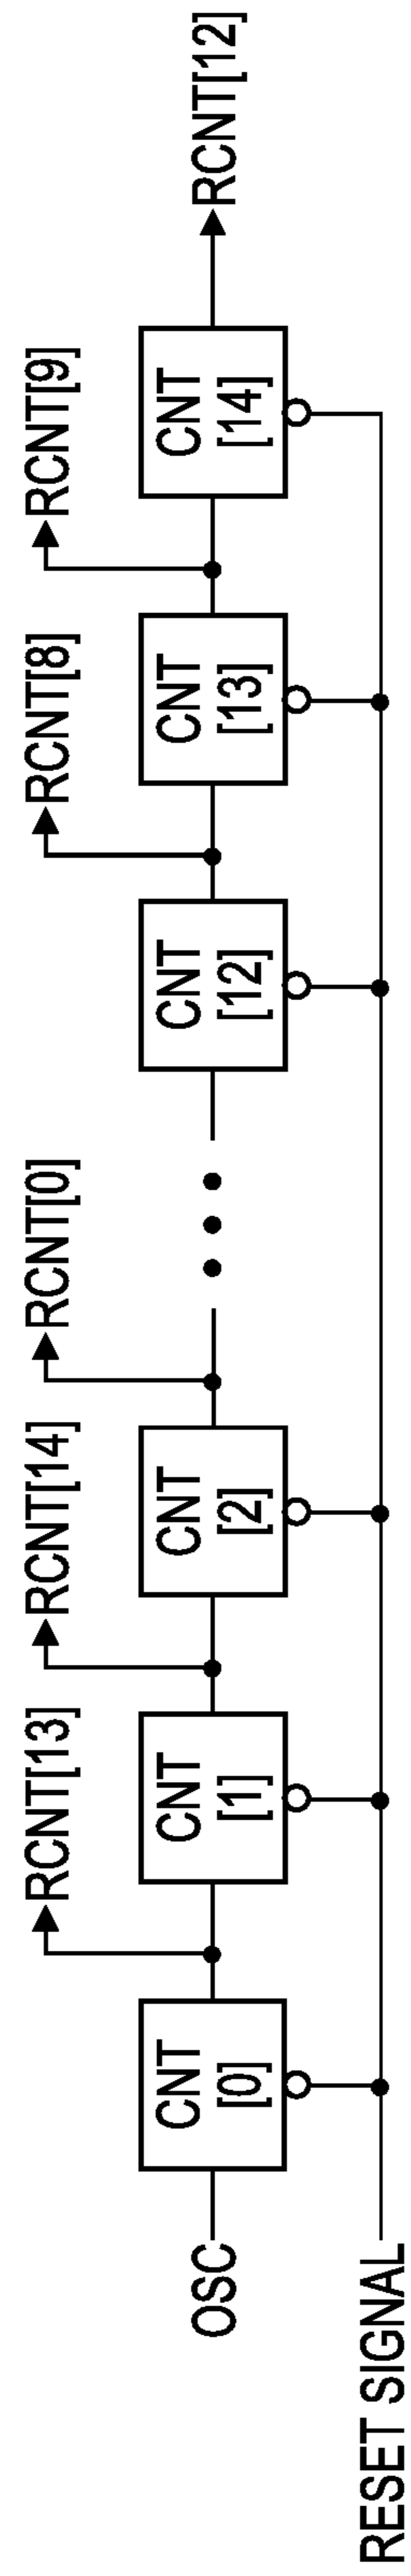 RCNT[13]
RCNT[14]
RCNT[0]
RCNT[8]
RCNT[9]
OSC
CNT
[0]
CNT
[1]
CNT
[2]
CNT
[12]
CNT
[13]
CNT
[14]
RCNT[12]
RESET SIGNAL